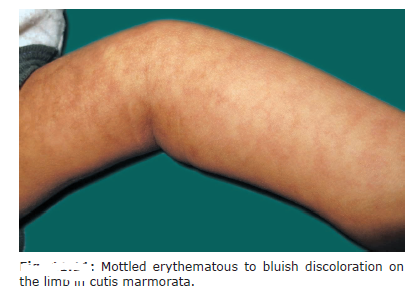 : Mottled erythematous to bluish discoloration on
the limb in cutis marmorata.